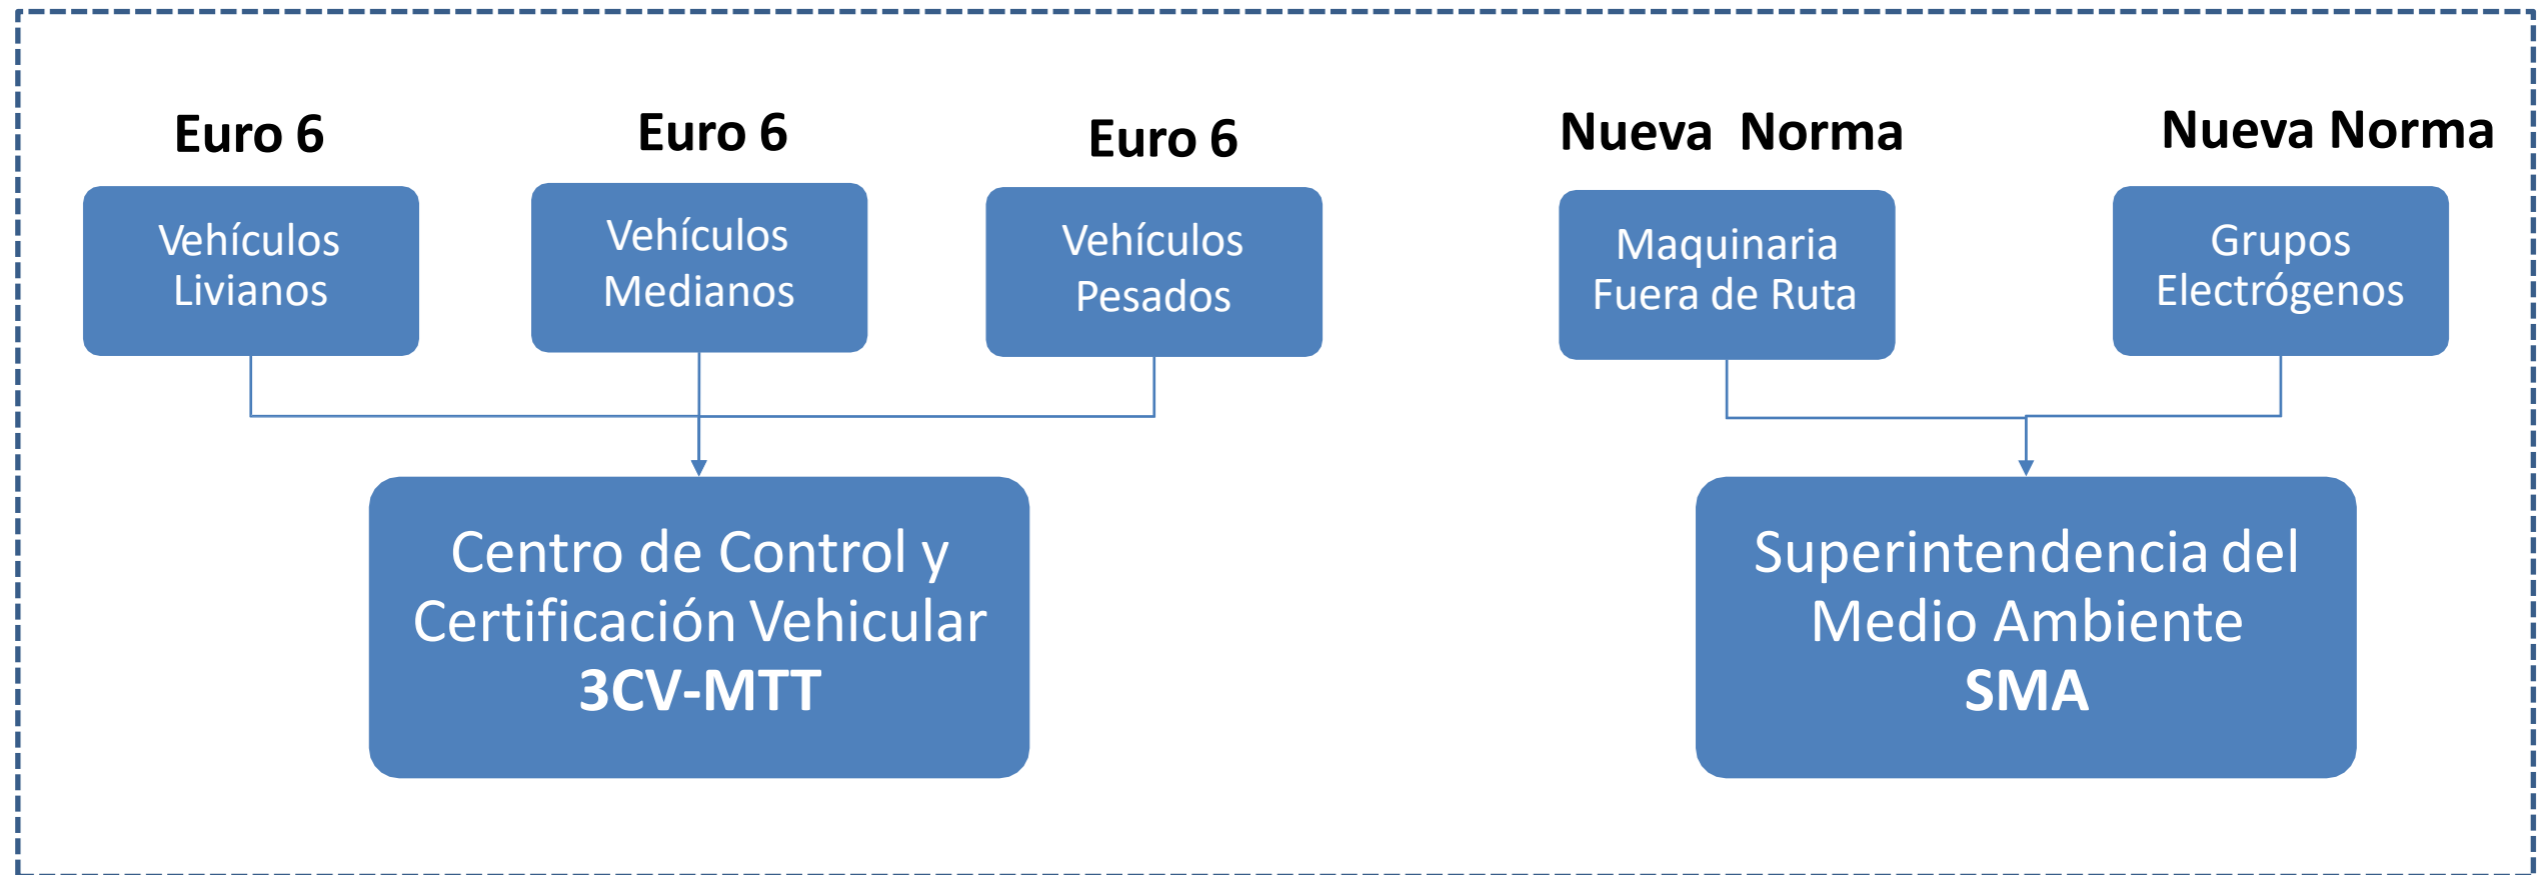 Euro 6
Euro 6
Euro 6
Nueva Norma
Nueva Norma
Vehículos
Livianos
Vehículos
Medianos
Vehículos
Pesados
Maquinaria
Fuera de Ruta
Grupos
Electrógenos
Centro de Control y
Certificación Vehicular
3CV-MTT
Superintendencia del
Medio Ambiente
SMA